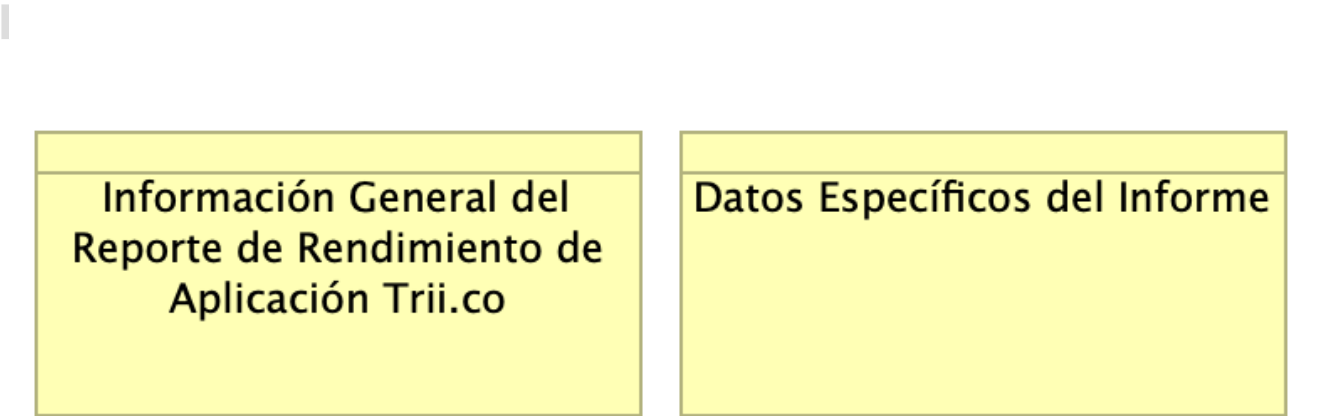 Información General del
Reporte de Rendimiento de
Aplicación Trii.co
Datos Específicos del Informe